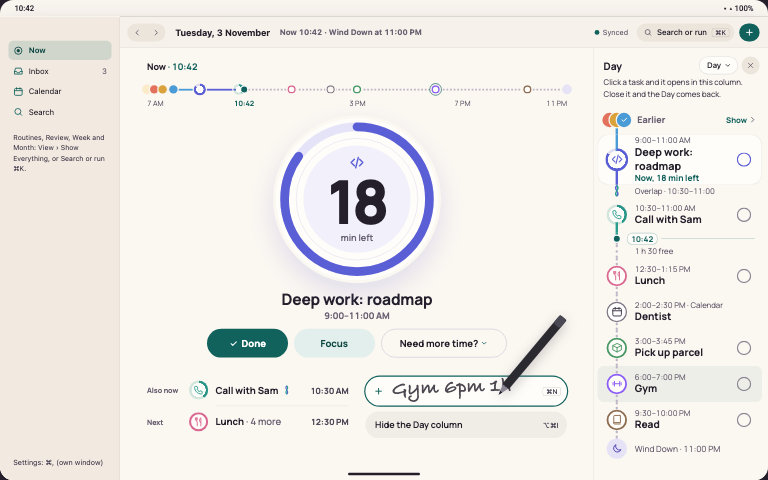 10:42
100%
Now
Inbox 3
Calendar
Search
Routines, Review, Week and
Month: View › Show
Everything, or Search or run
⌘K.
Settings: ⌘, (own window)
Tuesday, 3 November
Now 10:42 · Wind Down at 11:00 PM
Synced
Search or run ⌘K
Now · 10:42
7 AM
10:42
3 PM
7 PM
11 PM
18
min left
Deep work: roadmap
9:00–11:00 AM
Done
Focus
Need more time?
Also now
Call with Sam
10:30 AM
Next
Lunch · 4 more
12:30 PM
+ Gym 6pm
⌘N
Hide the Day column
⌥⌘I
Day
Day
Click a task and it opens in this column.
Close it and the Day comes back.
Earlier
Show
9:00–11:00 AM
Deep work:
roadmap
Now, 18 min left
Overlap · 10:30–11:00
10:30–11:00 AM
Call with Sam
10:42
1 h 30 free
12:30–1:15 PM
Lunch
2:00–2:30 PM · Calendar
Dentist
3:00–3:45 PM
Pick up parcel
6:00–7:00 PM
Gym
9:30–10:00 PM
Read
Wind Down · 11:00 PM